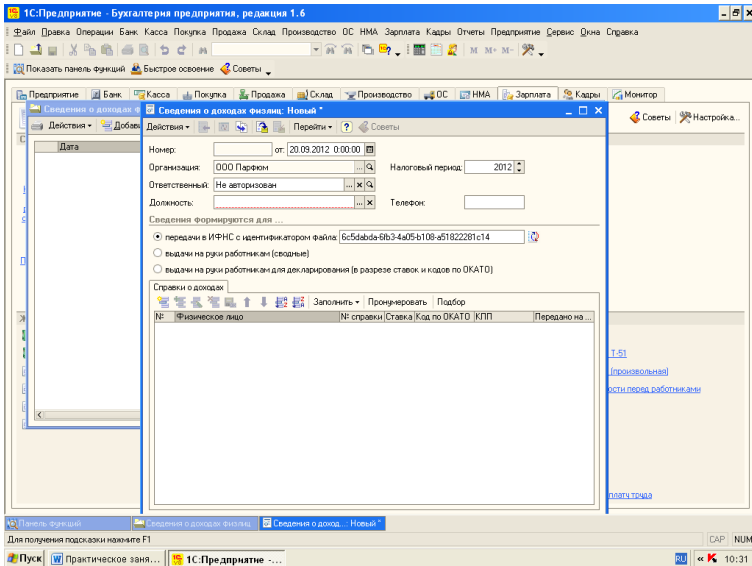 1С:Предприятие - Бухгалтерия предприятия, редакция 1.6
Файл Правка Операции Банк Касса Покупка Продажа Склад Производство ОС НМА Зарплата Кадры Отчеты Предприятие Сервис Окна Справка
M M+ M-
Показать панель функций Быстрое освоение Советы
Предприятие Банк Касса Покупка Продажа Склад Производство ОС НМА Зарплата Кадры Монитор
Сведения о доходах ф
Сведения о доходах физлиц: Новый *
Советы Настройка...
Действия Добави
Действия Перейти ? Советы
Дата
Номер: от: 20.09.2012 0:00:00
Организация: ООО Парфюм ... Налоговый период: 2012
Ответственный: Не авторизован ... x
Должность: ... x Телефон:
Сведения формируются для ...
передачи в ИФНС с идентификатором файла: 6c5dabda-6fb3-4a05-b108-a51822281c14
выдачи на руки работникам (сводные)
выдачи на руки работникам для декларирования (в разрезе ставок и кодов по ОКАТО)
Справки о доходах
Заполнить Пронумеровать Подбор
№ Физическое лицо № справки Ставка Код по ОКАТО КПП Передано на ...
Т-51
(произвольная)
ости перед работниками
плату труда
Панель функций Сведения о доходах физлиц Сведения о доход...: Новый *
Для получения подсказки нажмите F1 CAP NUM
Пуск Практическое заня... 1С:Предприятие -... RU « 10:31